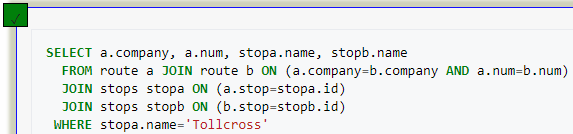 SELECT a.company, a.num, stopa.name, stopb.name
FROM route a JOIN route b ON (a.company=b.company AND a.num=b.num)
JOIN stops stopa ON (a.stop=stopa.id)
JOIN stops stopb ON (b.stop=stopb.id)
WHERE stopa.name='Tollcross'